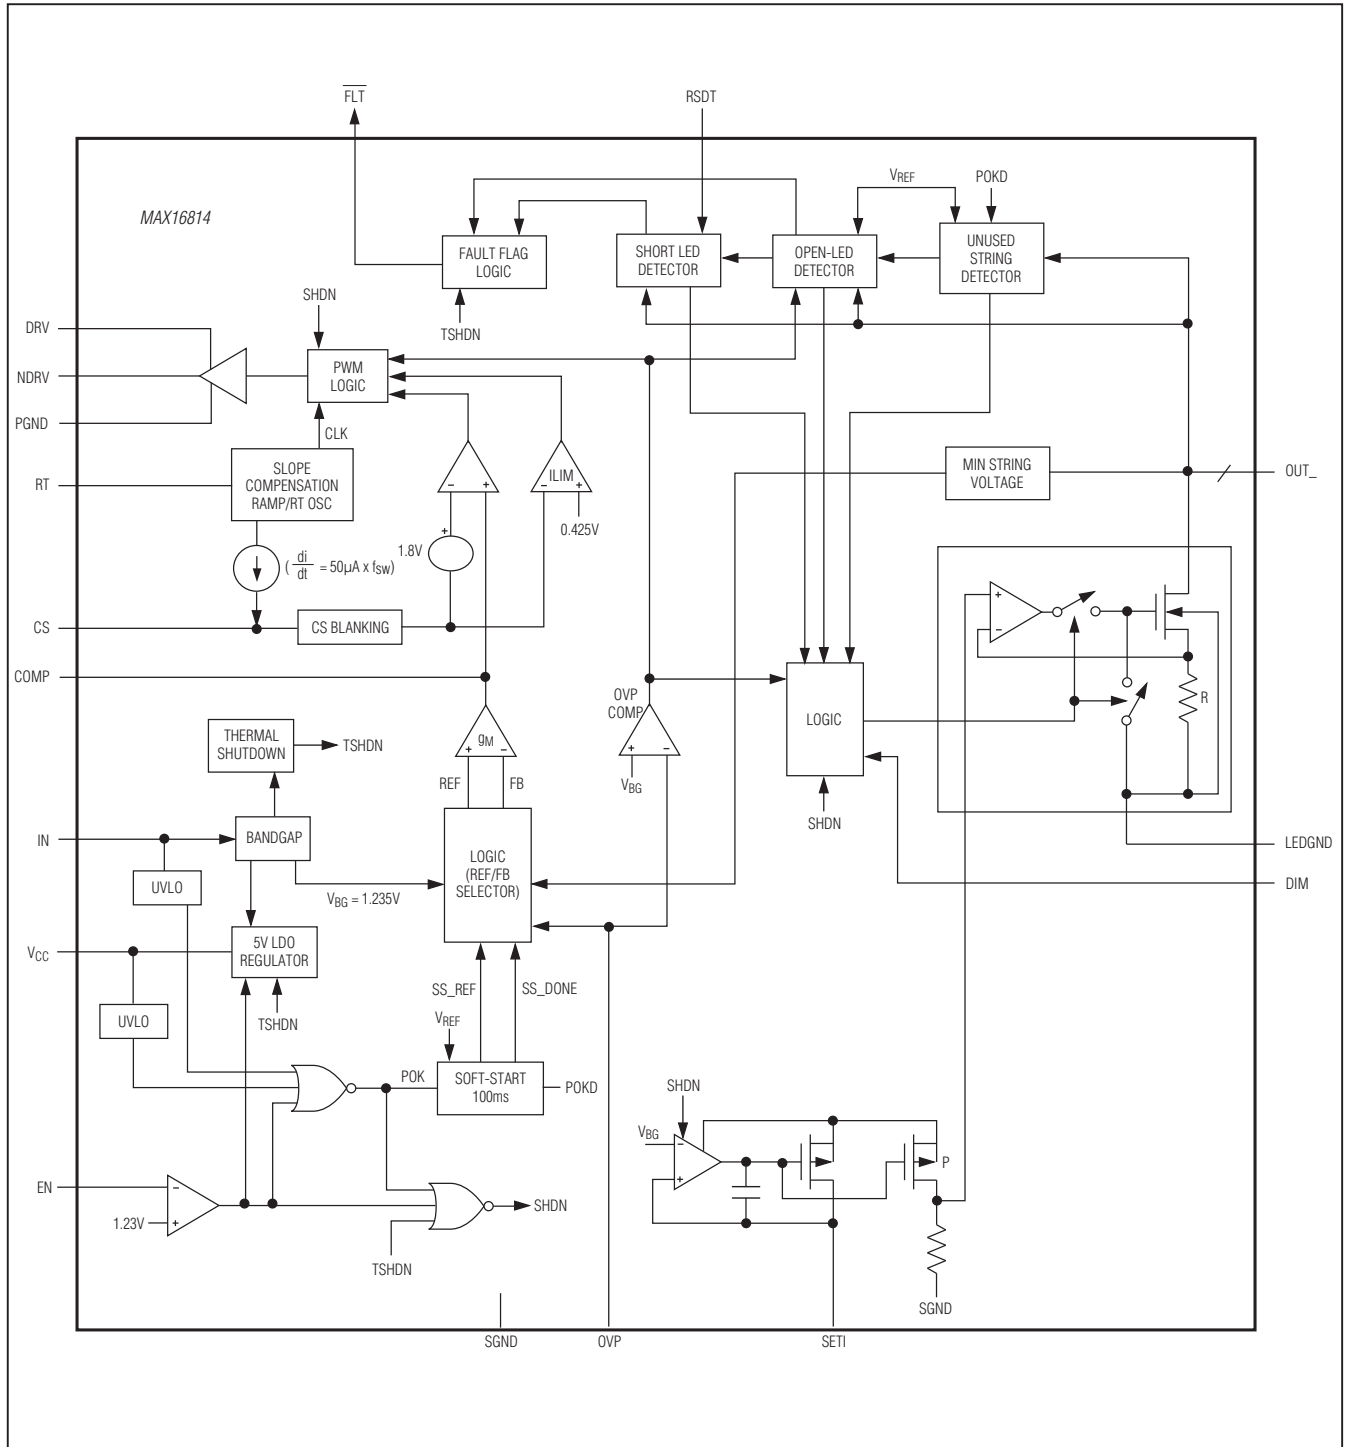 FLT
RSDT
MAX16814
VREF
POKD
FAULT FLAG
LOGIC
SHORT LED
DETECTOR
OPEN-LED
DETECTOR
UNUSED
STRING
DETECTOR
SHDN
TSHDN
DRV
NDRV
PGND
PWM
LOGIC
CLK
RT
SLOPE
COMPENSATION
RAMP/RT OSC
- +
ILIM
- +
0.425V
MIN STRING
VOLTAGE
OUT_
1.8V
+
( di/dt = 50µA x fSW)
CS
CS BLANKING
+
-
R
COMP
OVP
COMP
+ -
VBG
LOGIC
SHDN
gM
+ -
REF
FB
THERMAL
SHUTDOWN
TSHDN
IN
BANDGAP
UVLO
VBG = 1.235V
LOGIC
(REF/FB
SELECTOR)
LEDGND
DIM
VCC
5V LDO
REGULATOR
UVLO
TSHDN
SS_REF
SS_DONE
VREF
POK
SOFT-START
100ms
POKD
SHDN
VBG
-
+
P
EN
-
1.23V
+
SHDN
TSHDN
SGND
SGND
OVP
SETI